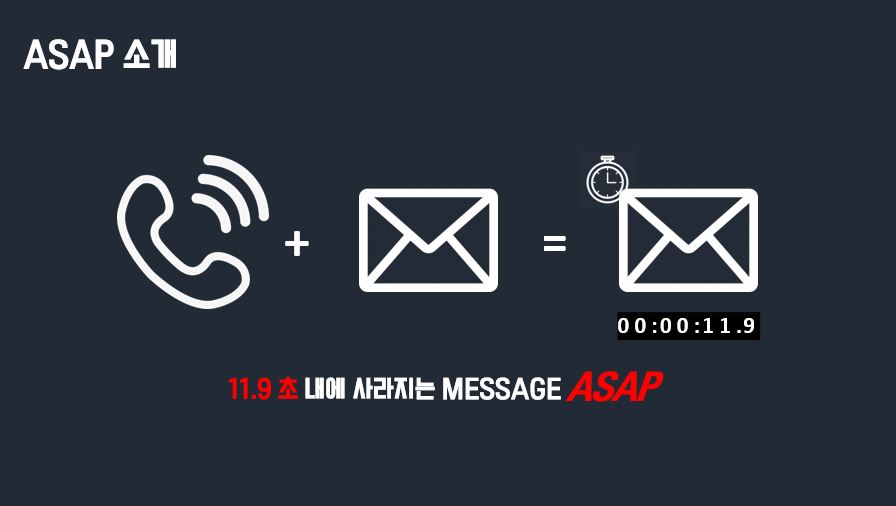 ASAP 소개
+
=
00:00:11.9
11.9 초 내에 사라지는 MESSAGE ASAP